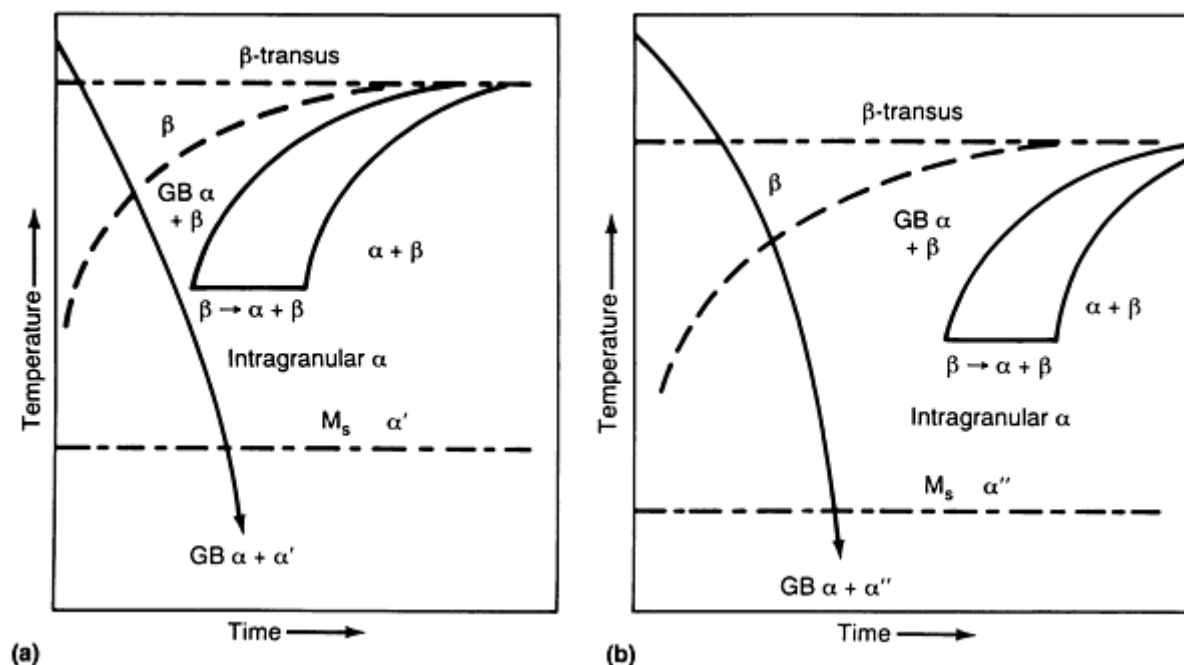 β-transus
β
GB α
+ β
α + β
β → α + β
Intragranular α
Ms α′
GB α + α′
Temperature
Time
(a)
β-transus
β
GB α
+ β
α + β
β → α + β
Intragranular α
Ms α″
GB α + α″
Temperature
Time
(b)